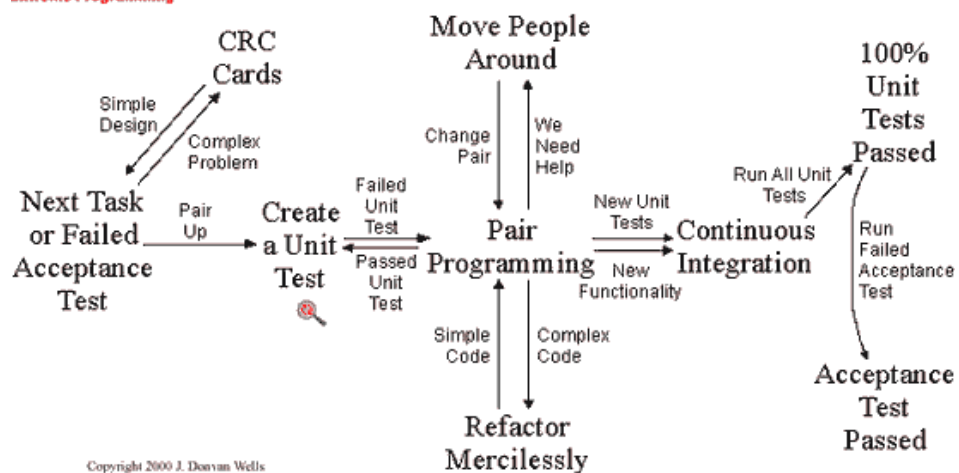 CRC
Cards
Simple
Design
Complex
Problem
Next Task
or Failed
Acceptance
Test
Pair
Up
Create
a Unit
Test
Failed
Unit
Test
Passed
Unit
Test
Move People
Around
Change
Pair
We
Need
Help
Pair
Programming
Simple
Code
Complex
Code
Refactor
Mercilessly
New Unit
Tests
New
Functionality
Continuous
Integration
Run All Unit
Tests
100%
Unit
Tests
Passed
Run
Failed
Acceptance
Test
Acceptance
Test
Passed
Copyright 2000 J. Donvan Wells